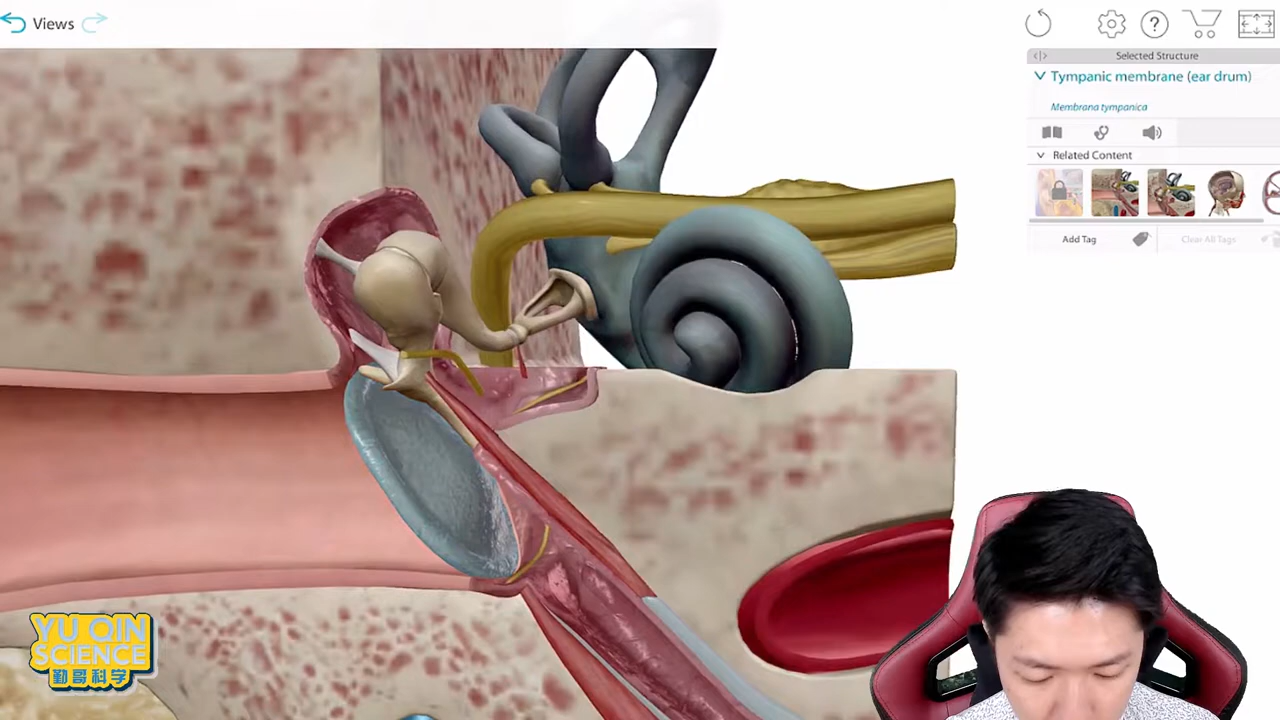 Views
Selected Structure
Tympanic membrane (ear drum)
Membrana tympanica
Related Content
Add Tag
Clear All Tags
YU QIN
SCIENCE
勤哥科学